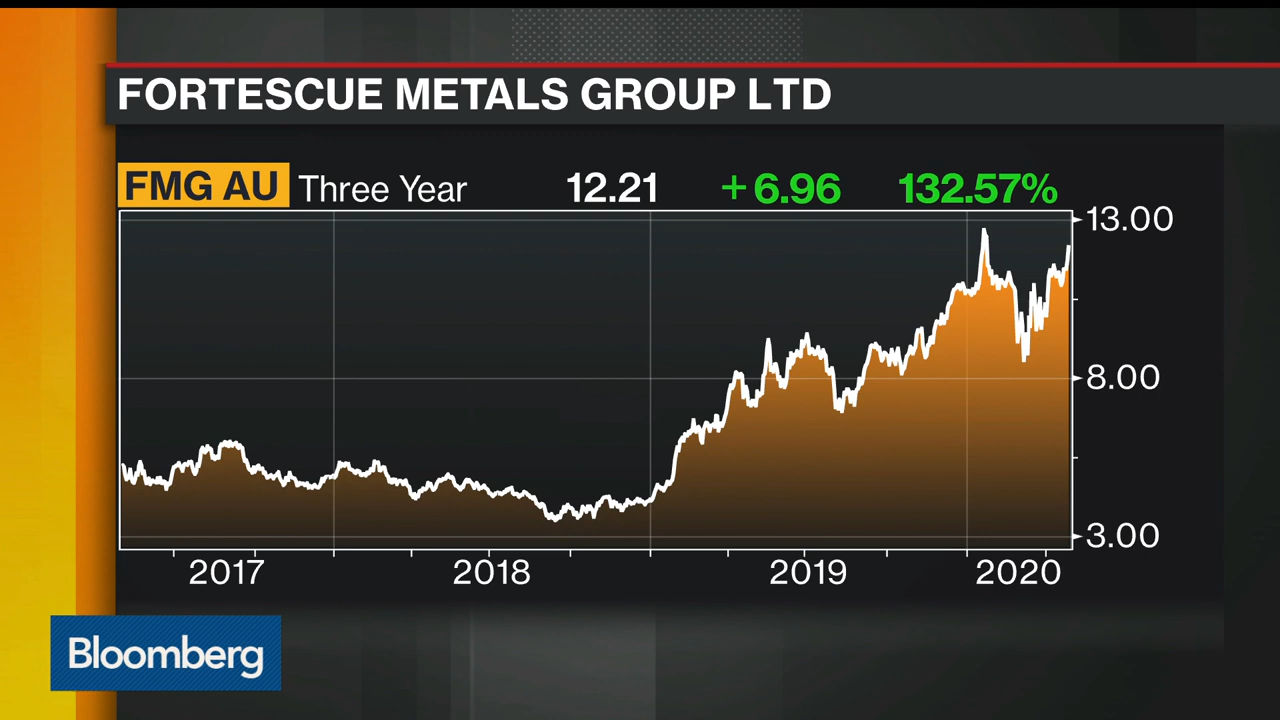 FORTESCUE METALS GROUP LTD
FMG AU Three Year 12.21 +6.96 132.57%
13.00
8.00
3.00
2017 2018 2019 2020
Bloomberg